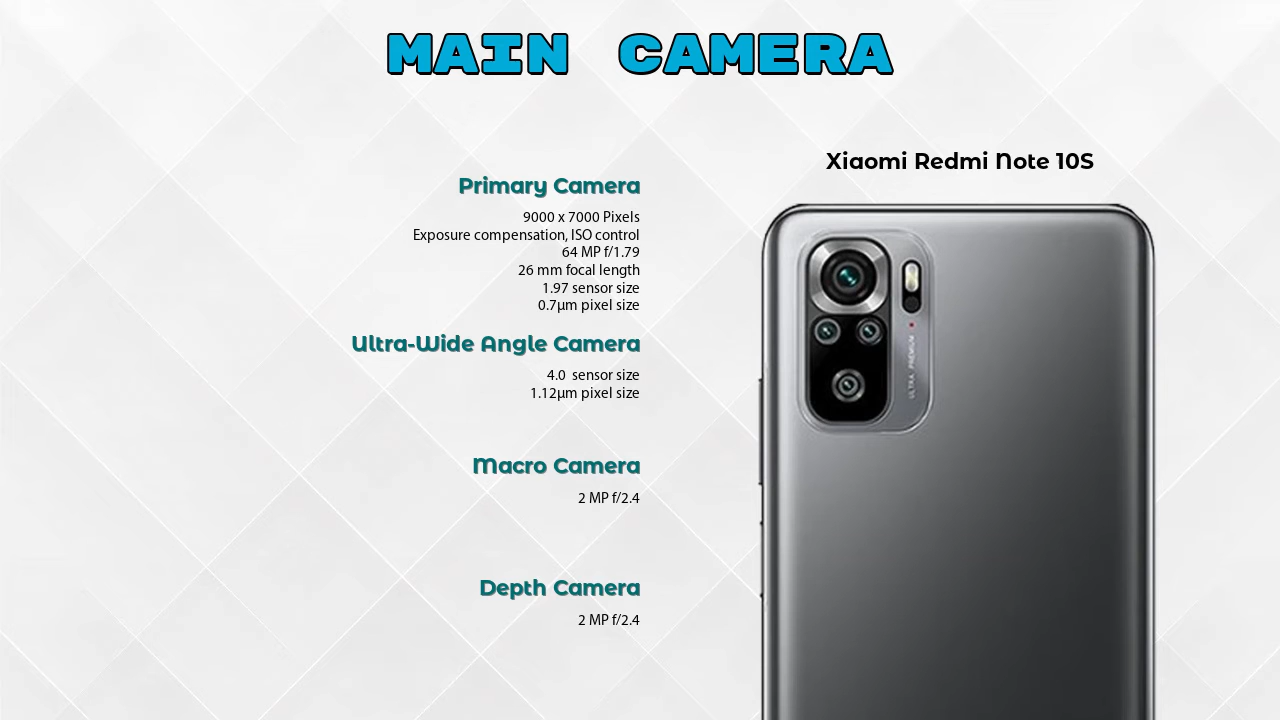 MAIN CAMERA
Xiaomi Redmi Note 10S
Primary Camera
9000 x 7000 Pixels
Exposure compensation, ISO control
64 MP f/1.79
26 mm focal length
1.97 sensor size
0.7μm pixel size
Ultra-Wide Angle Camera
4.0  sensor size
1.12μm pixel size
Macro Camera
2 MP f/2.4
Depth Camera
2 MP f/2.4
ULTRA PREMIUM